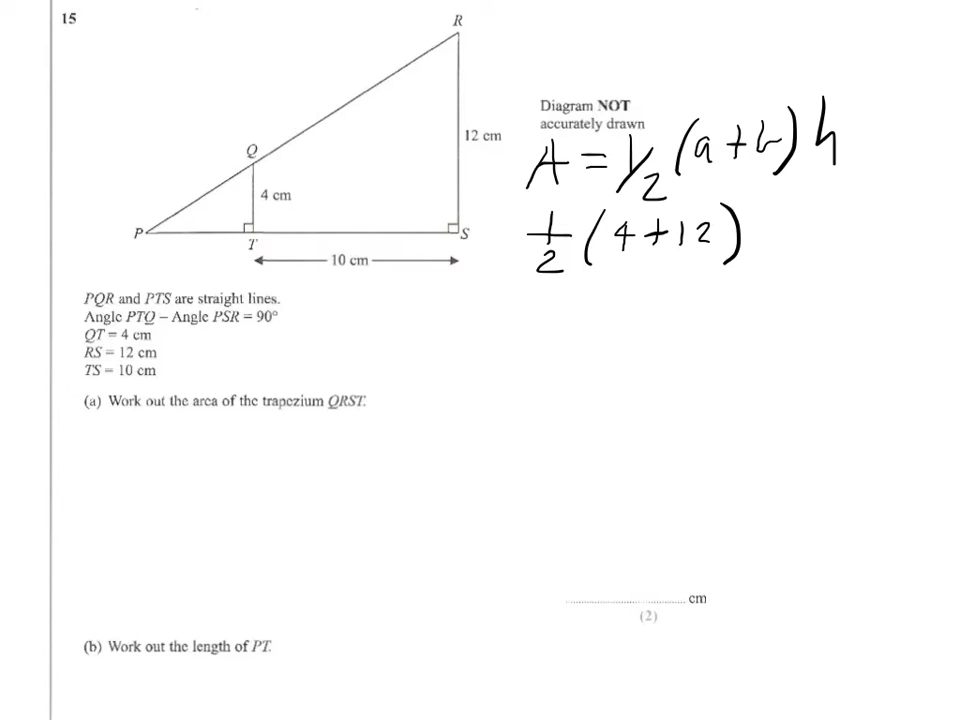 15
R
Diagram NOT
accurately drawn
12 cm
A = 1/2 (a + b) h
Q
4 cm
1/2 (4 + 12)
P
T
S
10 cm
PQR and PTS are straight lines.
Angle PTQ = Angle PSR = 90°
QT = 4 cm
RS = 12 cm
TS = 10 cm
(a) Work out the area of the trapezium QRST.
.............................. cm
(2)
(b) Work out the length of PT.